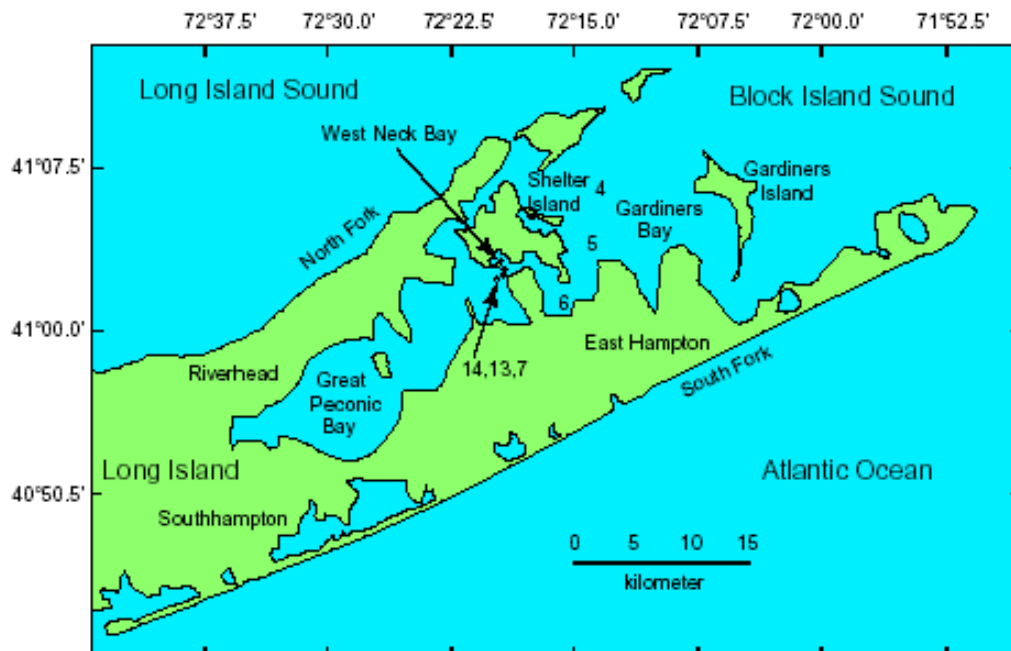 72°37.5' 72°30.0' 72°22.5' 72°15.0' 72°07.5' 72°00.0' 71°52.5'
Long Island Sound
Block Island Sound
West Neck Bay
41°07.5'
Shelter
Island
4
Gardiners
Island
Gardiners
Bay
North Fork
5
6
41°00.0'
East Hampton
14,13,7
Riverhead
South Fork
Great
Peconic
Bay
Long Island
Atlantic Ocean
40°50.5'
Southhampton
0 5 10 15
kilometer